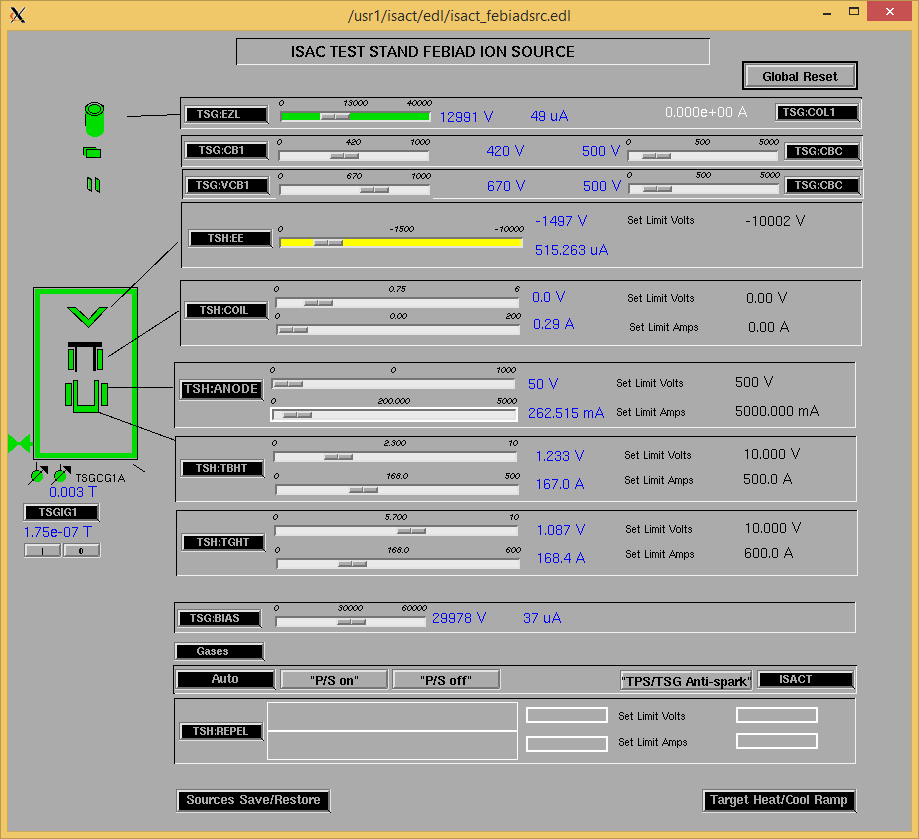 /usr1/isact/edl/isact_febiadsrc.edl
ISAC TEST STAND FEBIAD ION SOURCE
Global Reset
TSG:EZL 0 13000 40000 12991 V 49 uA 0.000e+00 A TSG:COL1
TSG:CB1 0 420 1000 420 V 500 V 0 500 5000 TSG:CBC
TSG:VCB1 0 670 1000 670 V 500 V 0 500 5000 TSG:CBC
TSH:EE 0 -1500 -10000 -1497 V Set Limit Volts -10002 V
515.263 uA
TSH:COIL 0 0.75 6 0.0 V Set Limit Volts 0.00 V
0 0.00 200 0.29 A Set Limit Amps 0.00 A
TSH:ANODE 0 0 1000 50 V Set Limit Volts 500 V
0 200.000 5000 262.515 mA Set Limit Amps 5000.000 mA
TSH:TBHT 0 2.300 10 1.233 V Set Limit Volts 10.000 V
0 168.0 500 167.0 A Set Limit Amps 500.0 A
TSGCG1A
0.003 T
TSGIG1
1.75e-07 T
I 0
TSH:TGHT 0 5.700 10 1.087 V Set Limit Volts 10.000 V
0 168.0 600 168.4 A Set Limit Amps 600.0 A
TSG:BIAS 0 30000 60000 29978 V 37 uA
Gases
Auto "P/S on" "P/S off" "TPS/TSG Anti-spark" ISACT
TSH:REPEL Set Limit Volts
Set Limit Amps
Sources Save/Restore Target Heat/Cool Ramp